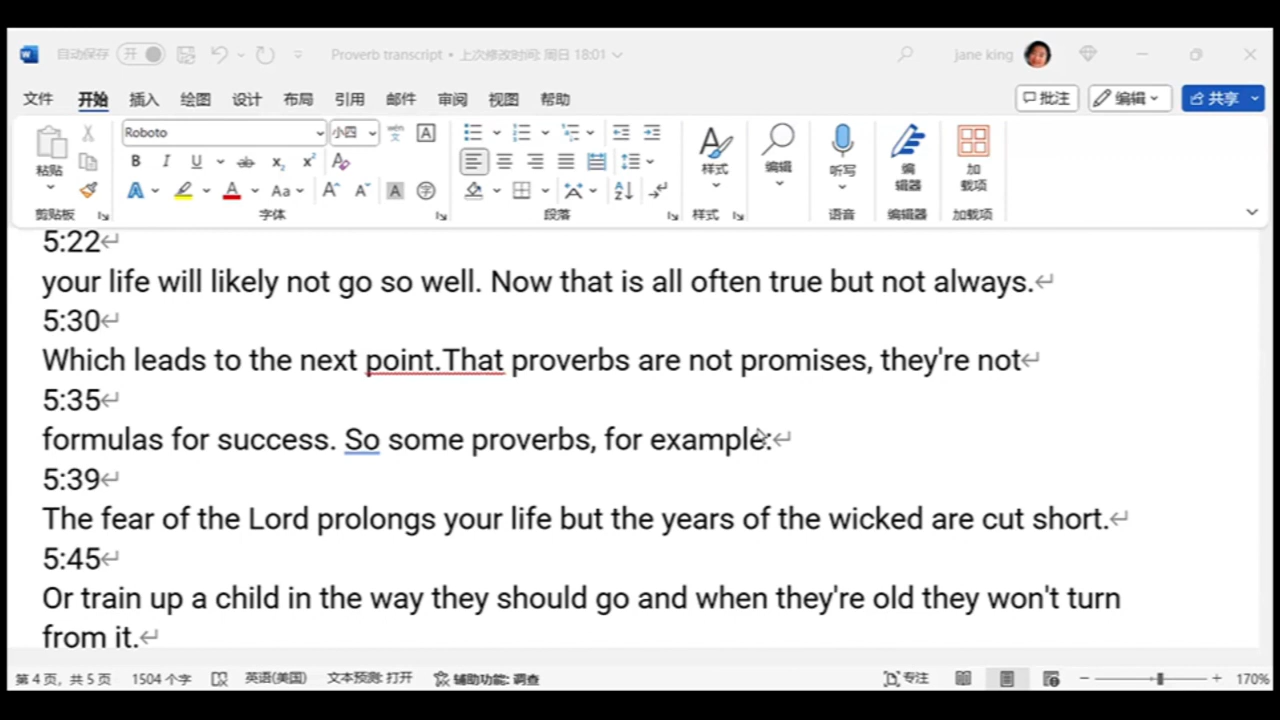 自动保存 开 Proverb transcript • 上次修改时间: 周日 18:01 jane king
文件 开始 插入 绘图 设计 布局 引用 邮件 审阅 视图 帮助 批注 编辑 共享
Roboto 小四 wén 文 A
粘贴 B I U ab x₂ x² A 样式 编辑 听写 编辑器 加载项
A A Aa A A A 字 A Z
剪贴板 字体 段落 样式 语音 编辑器 加载项
5:22
your life will likely not go so well. Now that is all often true but not always.
5:30
Which leads to the next point.That proverbs are not promises, they're not
5:35
formulas for success. So some proverbs, for example:
5:39
The fear of the Lord prolongs your life but the years of the wicked are cut short.
5:45
Or train up a child in the way they should go and when they're old they won't turn
from it.
第 4 页, 共 5 页 1504 个字 英语(美国) 文本预测: 打开 辅助功能: 调查 专注 170%